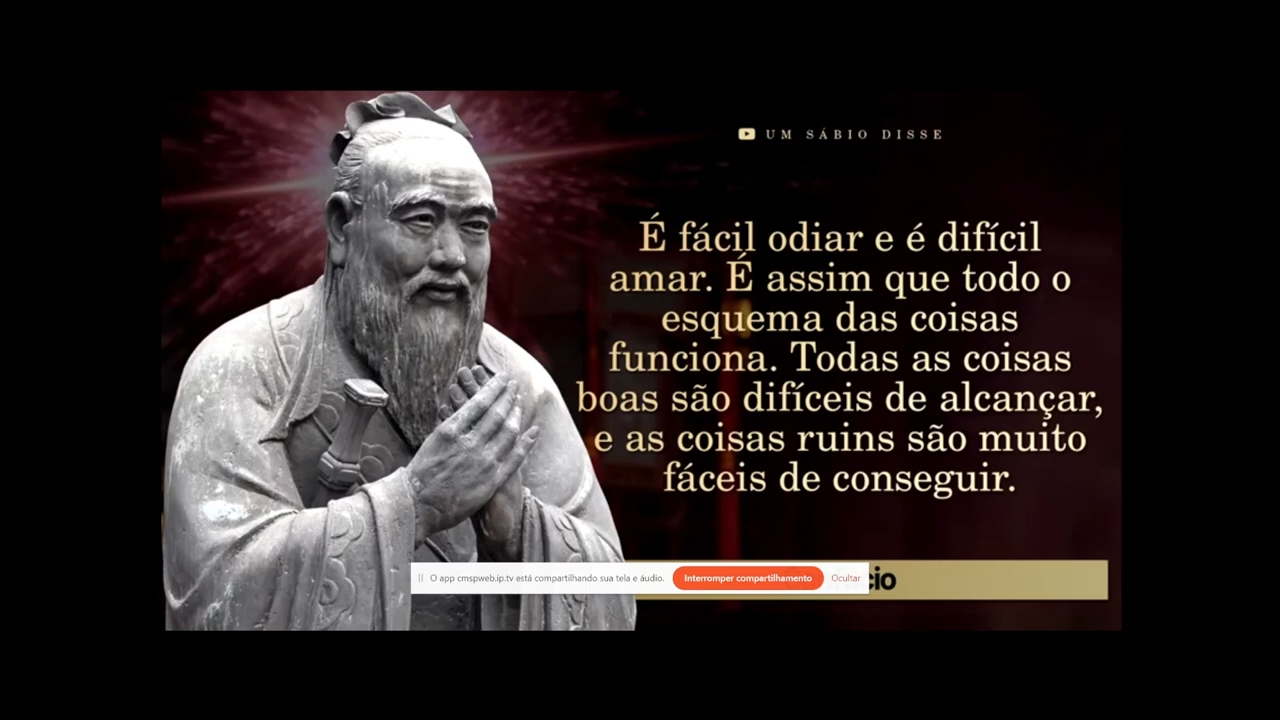 UM SÁBIO DISSE
É fácil odiar e é difícil
amar. É assim que todo o
esquema das coisas
funciona. Todas as coisas
boas são difíceis de alcançar,
e as coisas ruins são muito
fáceis de conseguir.
O app cmspweb.ip.tv está compartilhando sua tela e áudio. Interromper compartilhamento Ocultar